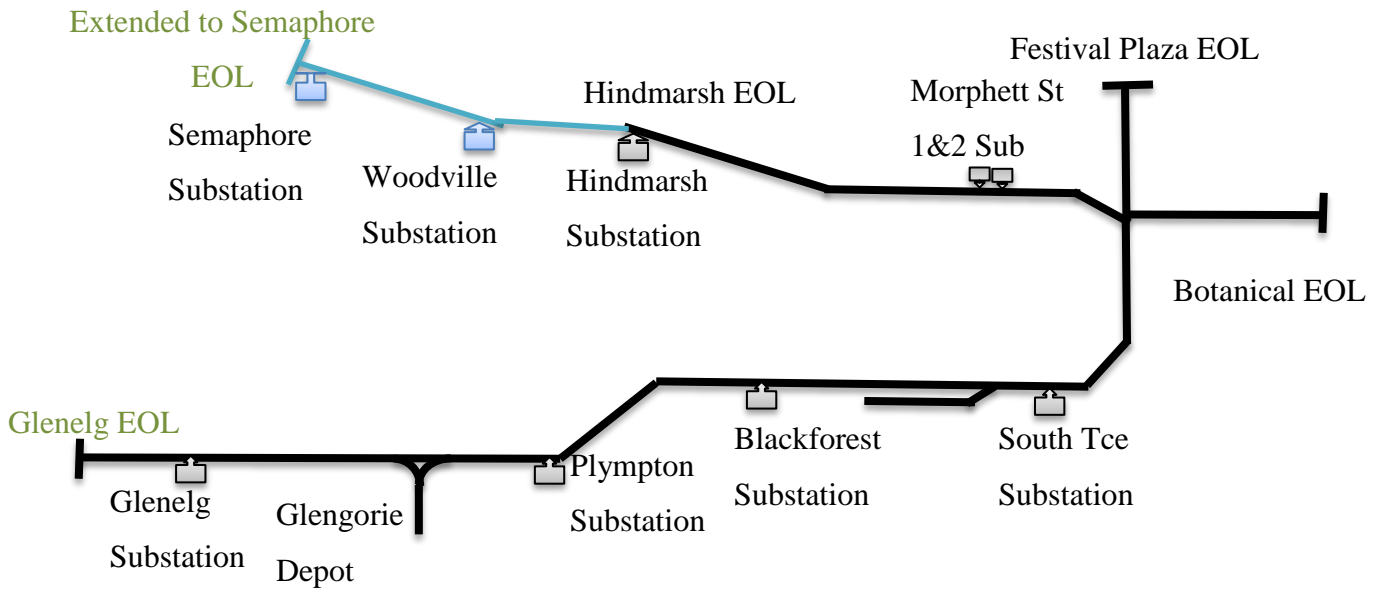 Extended to Semaphore
EOL
Semaphore
Substation
Woodville
Substation
Hindmarsh EOL
Hindmarsh
Substation
Festival Plaza EOL
Morphett St
1&2 Sub
Botanical EOL
Glenelg EOL
Glenelg
Substation
Glengorie
Depot
Plympton
Substation
Blackforest
Substation
South Tce
Substation